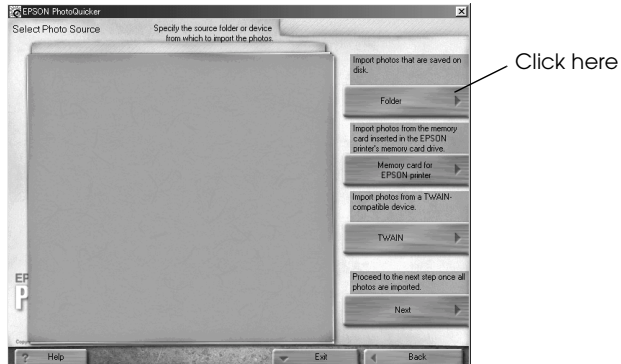 EPSON PhotoQuicker
Select Photo Source
Specify the source folder or device
from which to import the photos.
Import photos that are saved on
disk.
Folder
Click here
Import photos from the memory
card inserted in the EPSON
printer's memory card drive.
Memory card for
EPSON printer
Import photos from a TWAIN-
compatible device.
TWAIN
Proceed to the next step once all
photos are imported.
Next
EP
P
? Help
Exit
Back